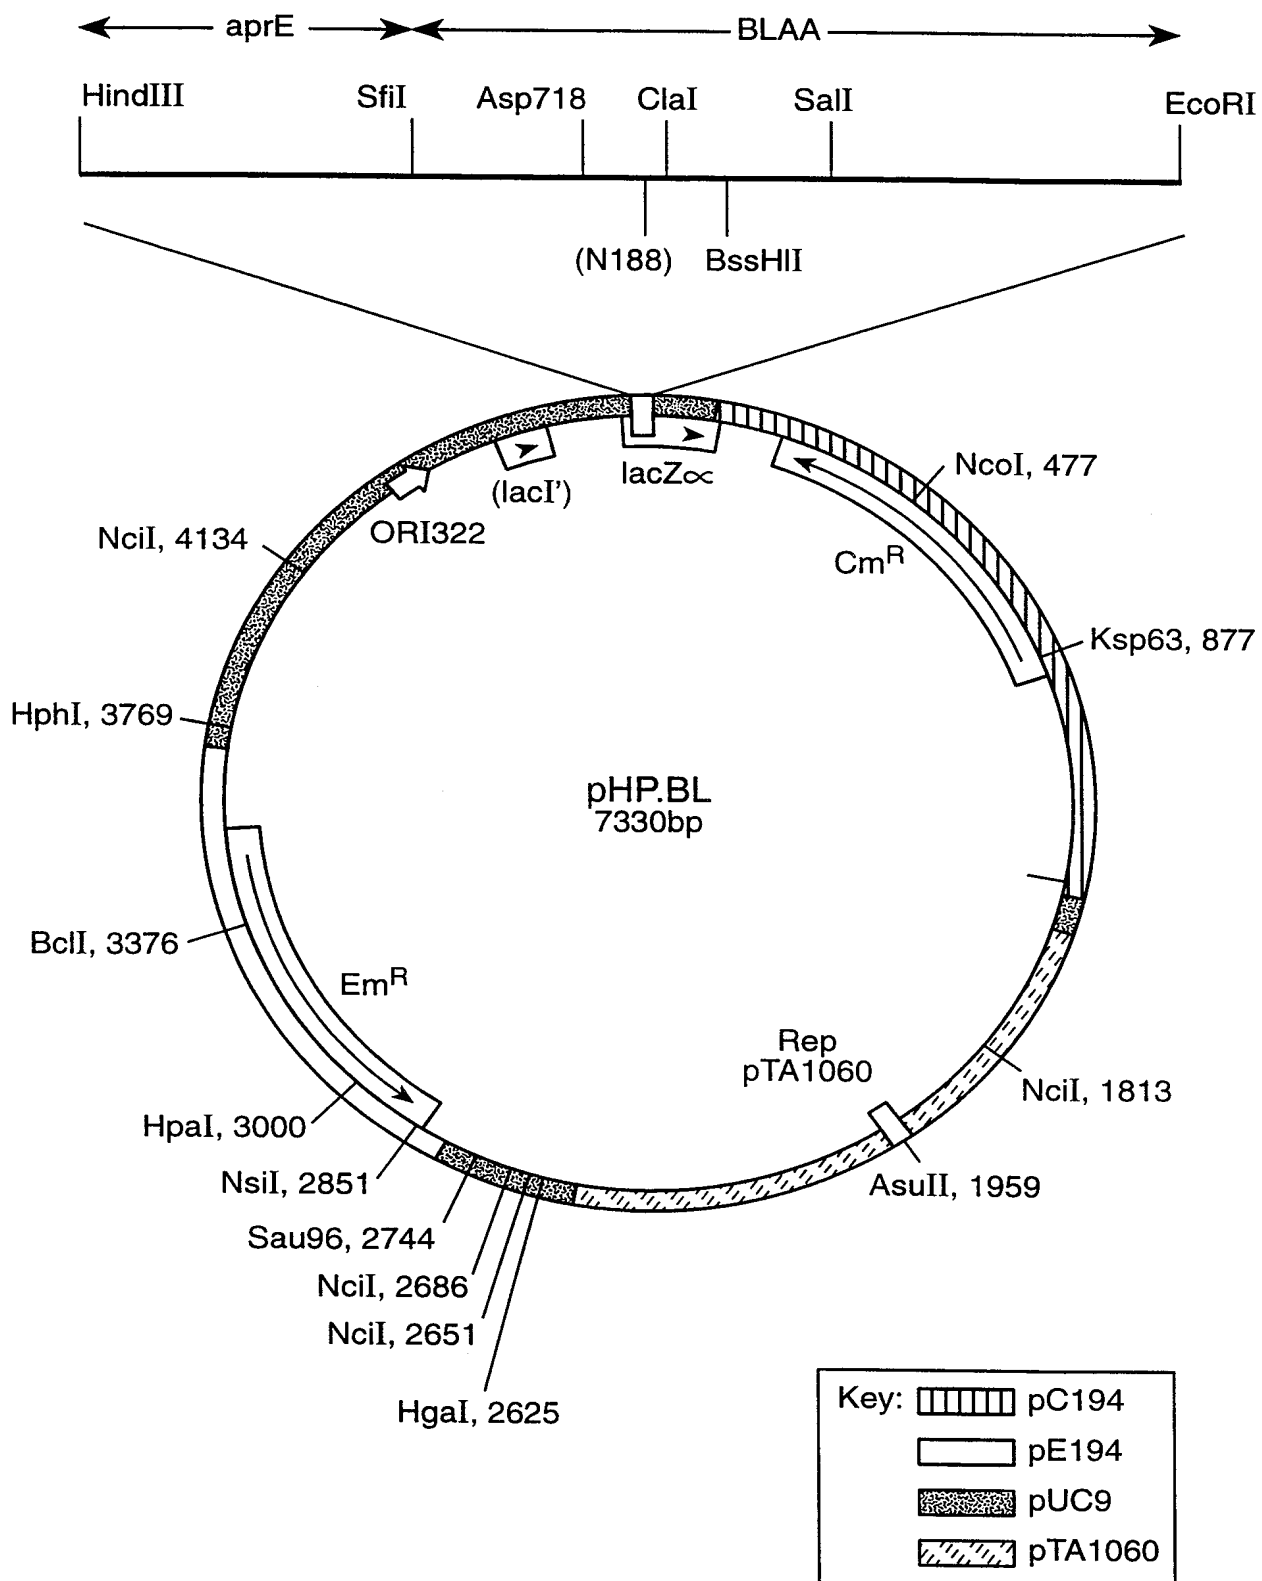 aprE BLAA
HindIII SfiI Asp718 ClaI SalI EcoRI
(N188) BssHII
NcoI, 477
lacZ∝
(lacI')
ORI322
NciI, 4134
CmR
Ksp63, 877
HphI, 3769
pHP.BL
7330bp
BclI, 3376
EmR
Rep
pTA1060
NciI, 1813
HpaI, 3000
NsiI, 2851
AsuII, 1959
Sau96, 2744
NciI, 2686
NciI, 2651
HgaI, 2625
Key: pC194
pE194
pUC9
pTA1060